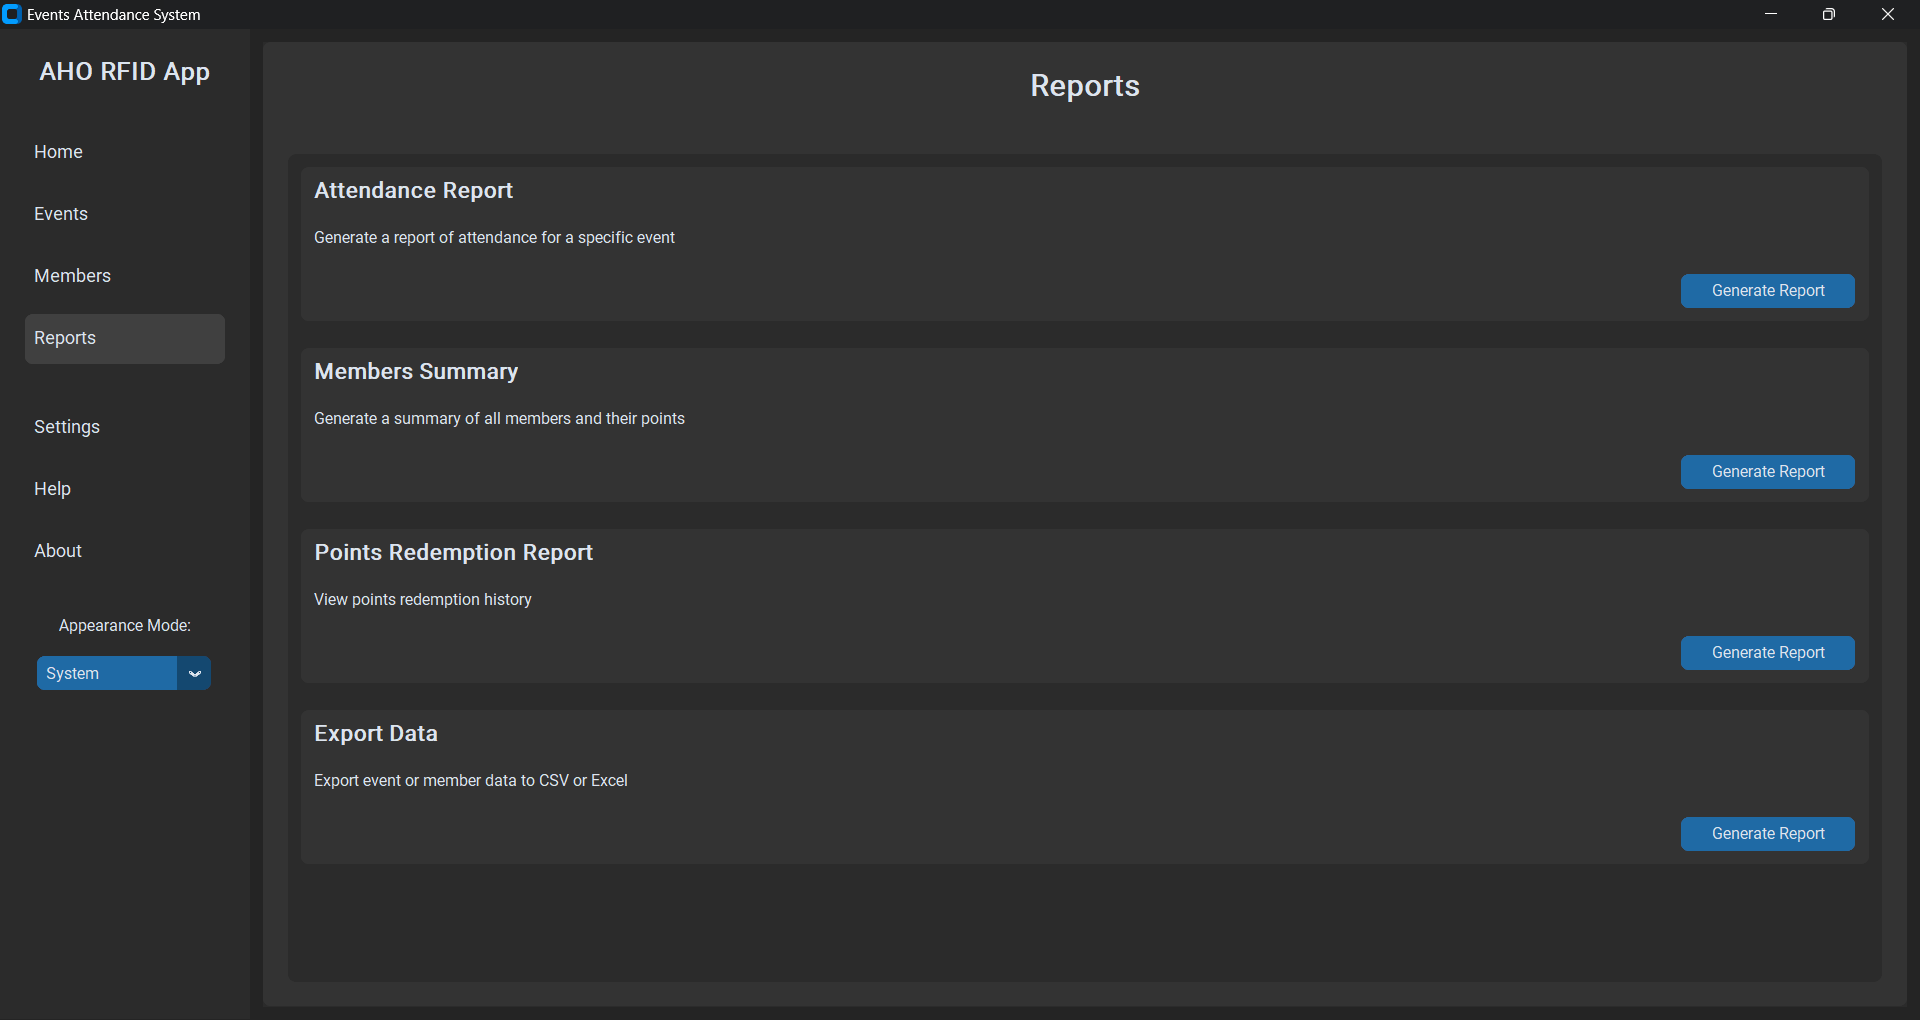 Events Attendance System
AHO RFID App
Home
Events
Members
Reports
Settings
Help
About
Appearance Mode:
System
Reports
Attendance Report
Generate a report of attendance for a specific event
Generate Report
Members Summary
Generate a summary of all members and their points
Generate Report
Points Redemption Report
View points redemption history
Generate Report
Export Data
Export event or member data to CSV or Excel
Generate Report